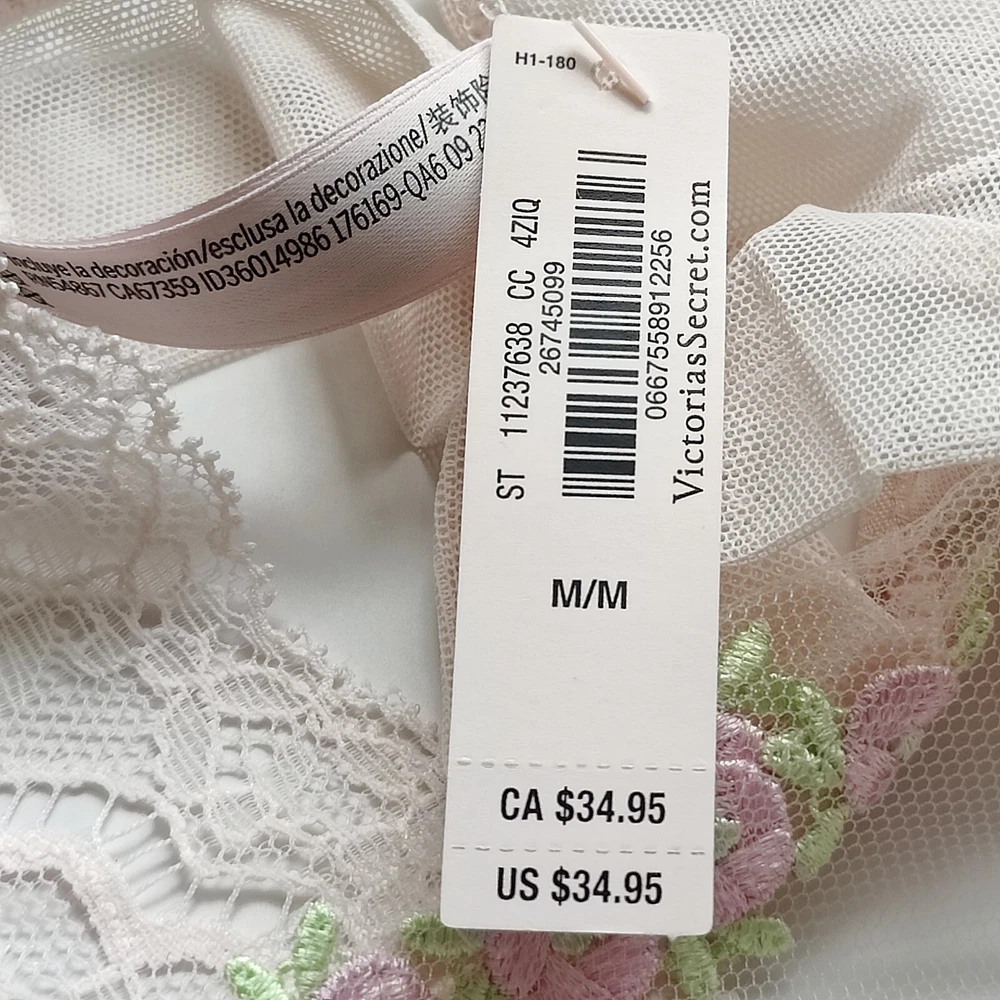 H1-180
ST 11237638 CC 4ZIQ
26745099
0667558912256
VictoriasSecret.com
M/M
CA $34.95
US $34.95
la decoración/esclusa la decorazione/装饰
CA67359 ID36014986 176169-QA6 09